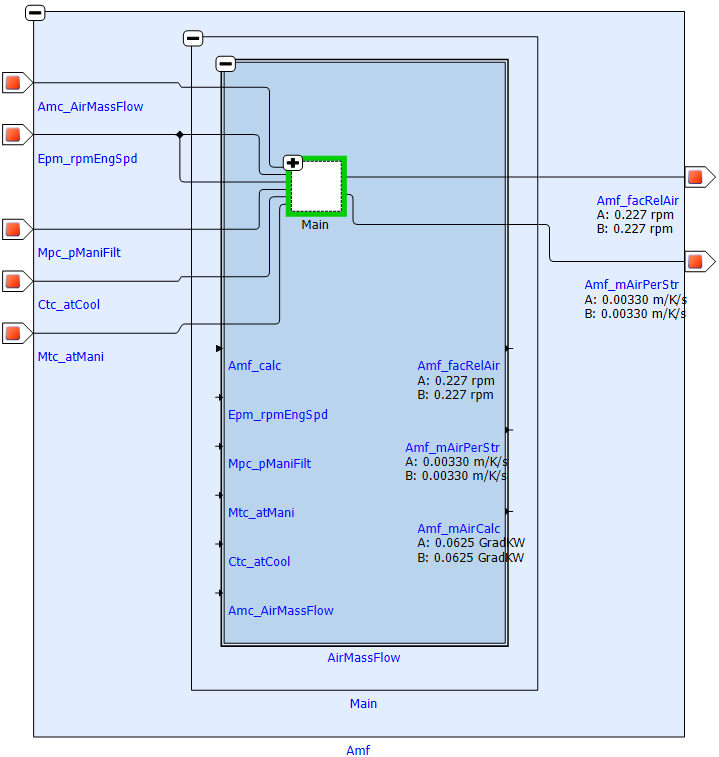 Amc_AirMassFlow
Epm_rpmEngSpd
Mpc_pManiFilt
Ctc_atCool
Mtc_atMani
Main
Amf_facRelAir
A: 0.227 rpm
B: 0.227 rpm
Amf_mAirPerStr
A: 0.00330 m/K/s
B: 0.00330 m/K/s
Amf_calc
Epm_rpmEngSpd
Mpc_pManiFilt
Mtc_atMani
Ctc_atCool
Amc_AirMassFlow
Amf_facRelAir
A: 0.227 rpm
B: 0.227 rpm
Amf_mAirPerStr
A: 0.00330 m/K/s
B: 0.00330 m/K/s
Amf_mAirCalc
A: 0.0625 GradKW
B: 0.0625 GradKW
AirMassFlow
Main
Amf